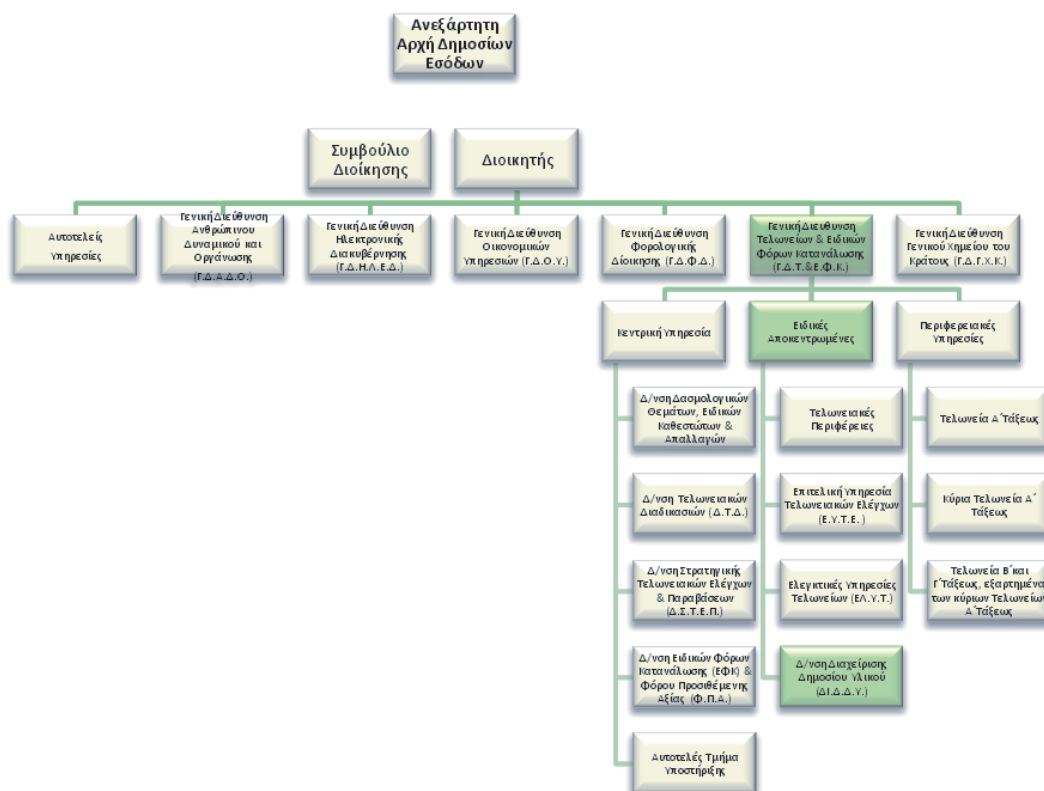 Ανεξάρτητη
Αρχή Δημοσίων
Εσόδων
Συμβούλιο
Διοίκησης
Διοικητής
Αυτοτελείς
Υπηρεσίες
Γενική Διεύθυνση
Ανθρώπινου
Δυναμικού και
Οργάνωσης
(Γ.Δ.Α.Δ.Ο.)
Γενική Διεύθυνση
Ηλεκτρονικής
Διακυβέρνησης
(Γ.Δ.Η.Λ.Ε.Δ.)
Γενική Διεύθυνση
Οικονομικών
Υπηρεσιών (Γ.Δ.Ο.Υ.)
Γενική Διεύθυνση
Φορολογικής
Δίοικησης (Γ.Δ.Φ.Δ.)
Γενική Διευθυνση
Τελωνείων & Ειδικών
Φόρων Κατανάλωσης
(Γ.Δ.Τ.&Ε.Φ.Κ.)
Γενική Διεύθυνση
Γενικού Χημείου του
Κράτους (Γ.Δ.Γ.Χ.Κ.)
Κεντρική Υπηρεσία
Ειδικές
Αποκεντρωμένες
Περιφερειακές
Υπηρεσίες
Δ/νση Δασμολογικών
Θεμάτων, Ειδικών
Καθεστώτων &
Απαλλαγών
Τελωνειακές
Περιφέρειες
Τελωνεία Α΄Τάξεως
Δ/νση Τελωνειακών
Διαδικασιών (Δ.Τ.Δ.)
Επιτελική Υπηρεσία
Τελωνειακών Ελέγχων
(Ε.Υ.Τ.Ε.)
Κύρια Τελωνεία Α΄
Τάξεως
Δ/νση Στρατηγικής
Τελωνειακών Ελέγχων
& Παραβάσεων
(Δ.Σ.Τ.Ε.Π.)
Ελεγκτικές Υπηρεσίες
Τελωνείων (ΕΛ.Υ.Τ.)
Τελωνεία Β΄και
Γ΄Τάξεως, εξαρτημένα
των κύριων Τελωνείων
Α΄Τάξεως
Δ/νση Ειδικών Φόρων
Κατανάλωσης (ΕΦΚ) &
Φόρου Προσιθέμενης
Αξίας (Φ.Π.Α.)
Δ/νση Διαχείρισης
Δημοσίου Υλικού
(ΔΙ.Δ.Δ.Υ.)
Αυτοτελές Τμήμα
Υποστήριξης